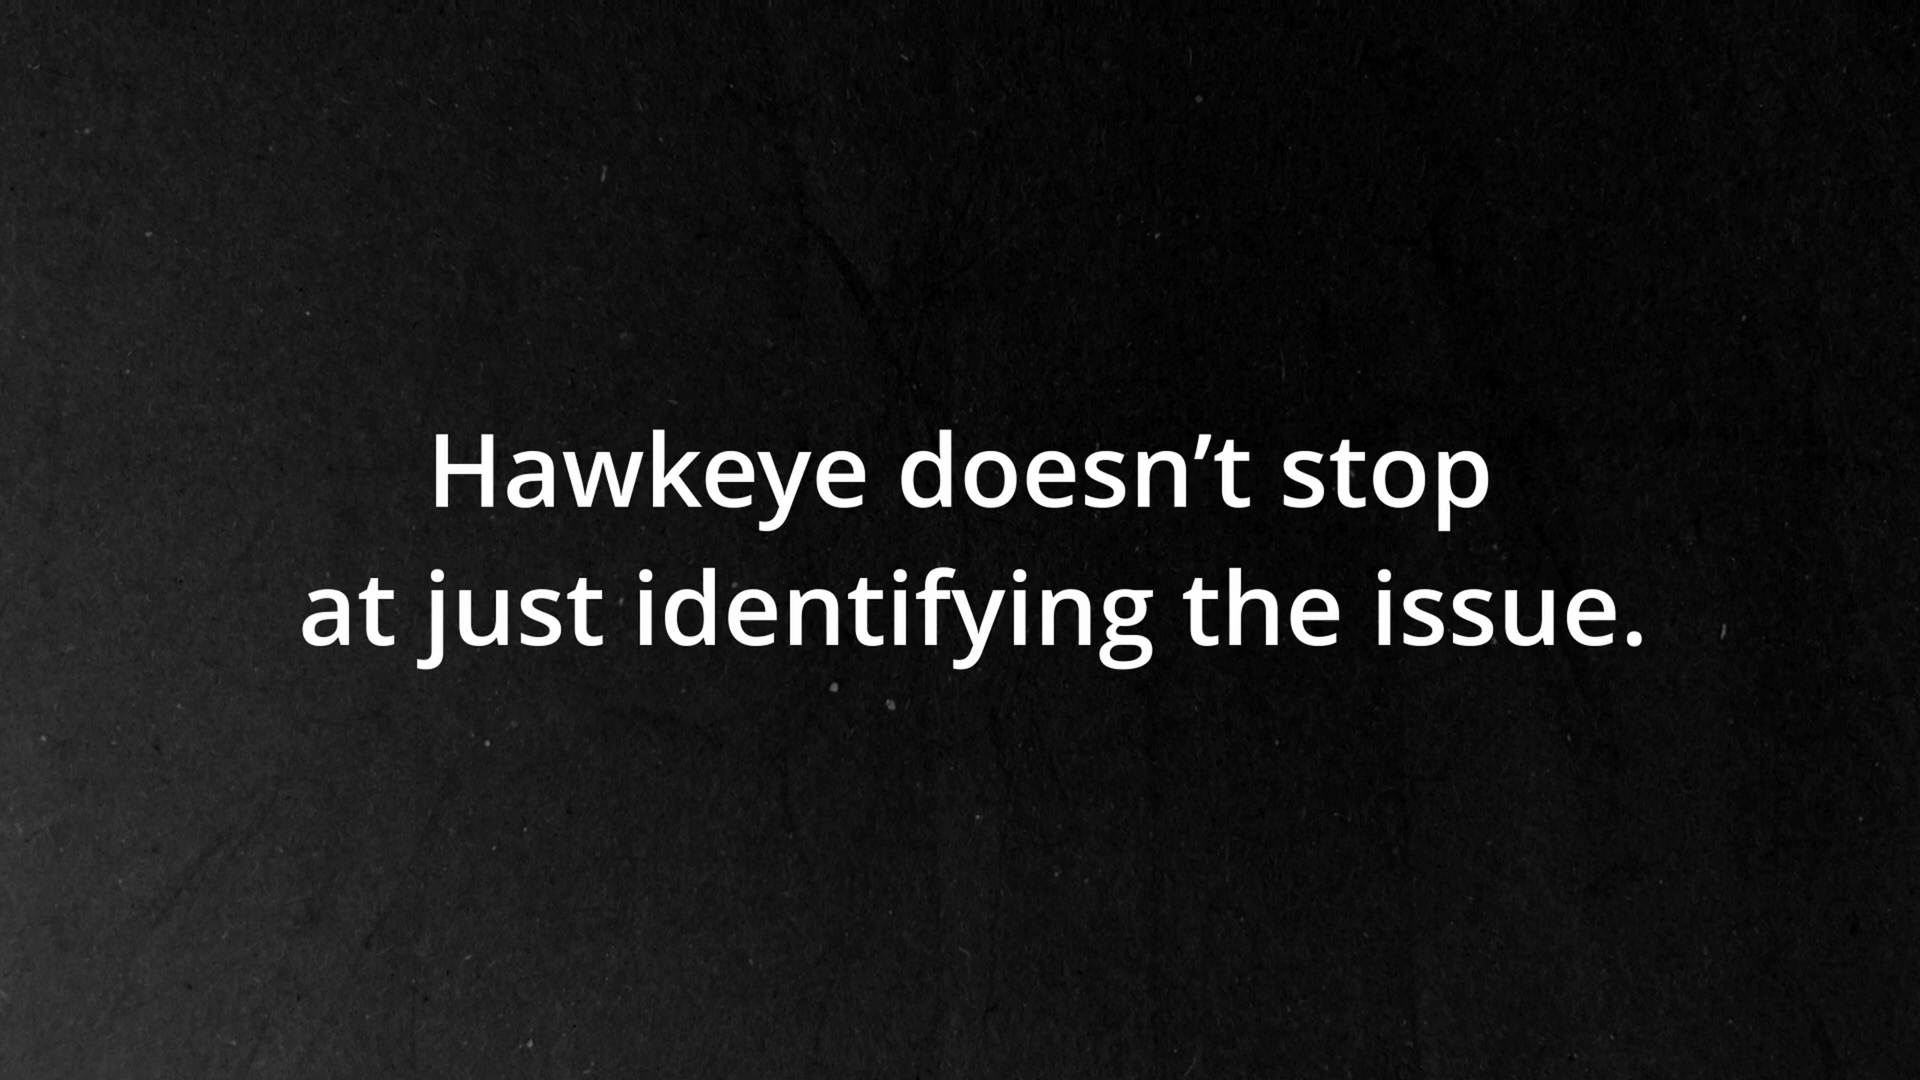 Hawkeye doesn’t stop
at just identifying the issue.